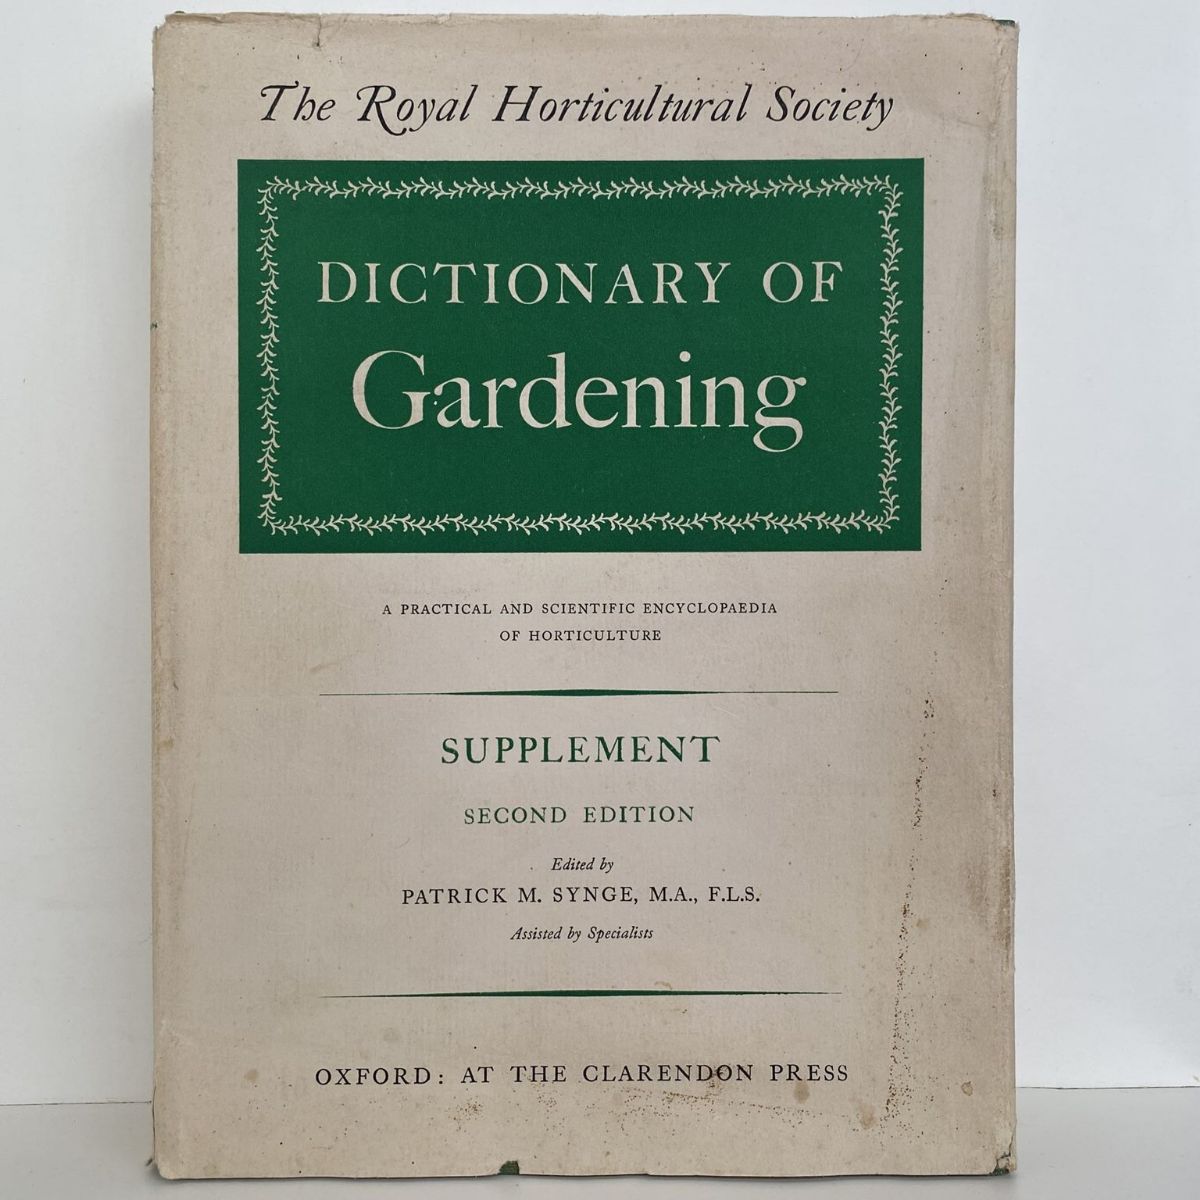 The Royal Horticultural Society
DICTIONARY OF
Gardening
A PRACTICAL AND SCIENTIFIC ENCYCLOPAEDIA
OF HORTICULTURE
SUPPLEMENT
SECOND EDITION
Edited by
PATRICK M. SYNGE, M.A., F.L.S.
Assisted by Specialists
OXFORD: AT THE CLARENDON PRESS